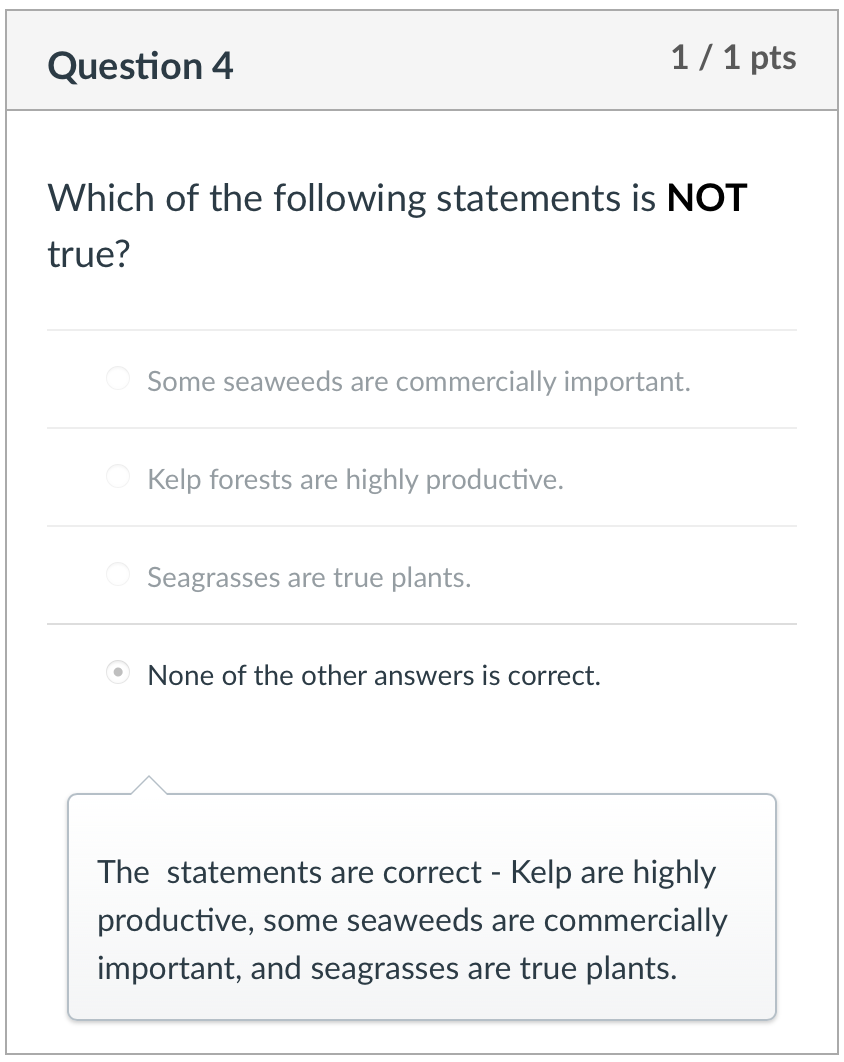 Question 4
1 / 1 pts
Which of the following statements is NOT
true?
Some seaweeds are commercially important.
Kelp forests are highly productive.
Seagrasses are true plants.
None of the other answers is correct.
The  statements are correct - Kelp are highly
productive, some seaweeds are commercially
important, and seagrasses are true plants.